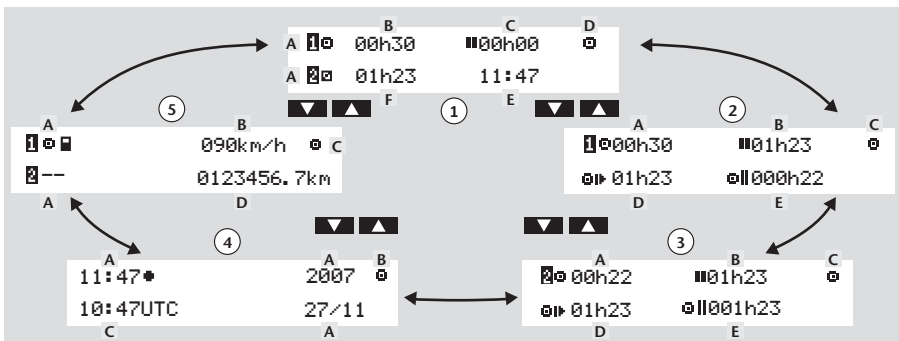 B C D
A 1 00h30 00h00
A 2 01h23 11:47
F E
1
5
A B
1 090km/h C
2-- 0123456.7km
A D
2
A B C
1 00h30 01h23
01h23 000h22
D E
4
A A B
11:47 2007
10:47UTC 27/11
C A
3
A B C
2 00h22 01h23
01h23 001h23
D E